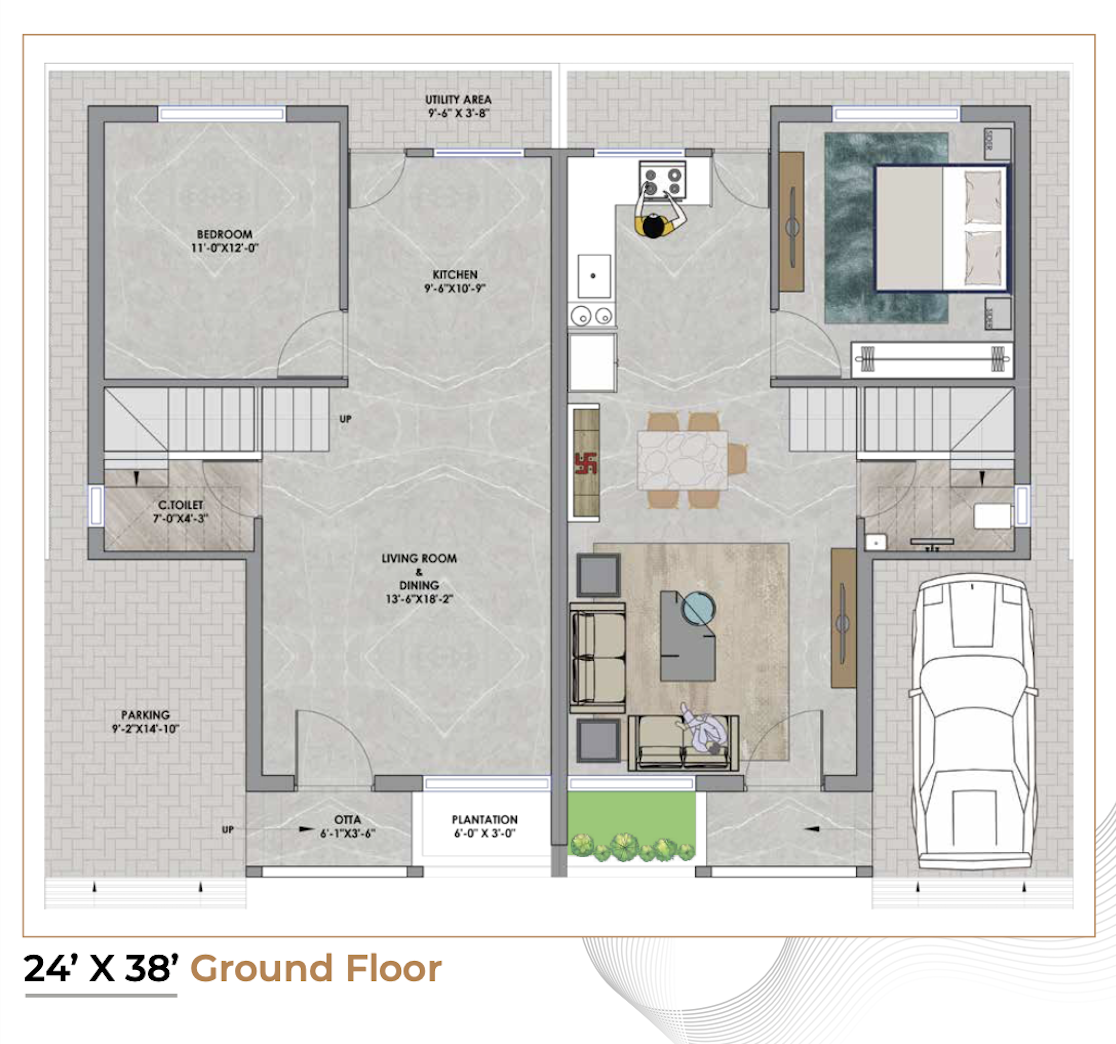 UTILITY AREA
9'-6" X 3'-8"
BEDROOM
11'-0"X12'-0"
KITCHEN
9'-6"X10'-9"
UP
C.TOILET
7'-0"X4'-3"
LIVING ROOM
&
DINING
13'-6"X18'-2"
PARKING
9'-2"X14'-10"
UP
OTTA
6'-1"X3'-6"
PLANTATION
6'-0" X 3'-0"
24' X 38' Ground Floor